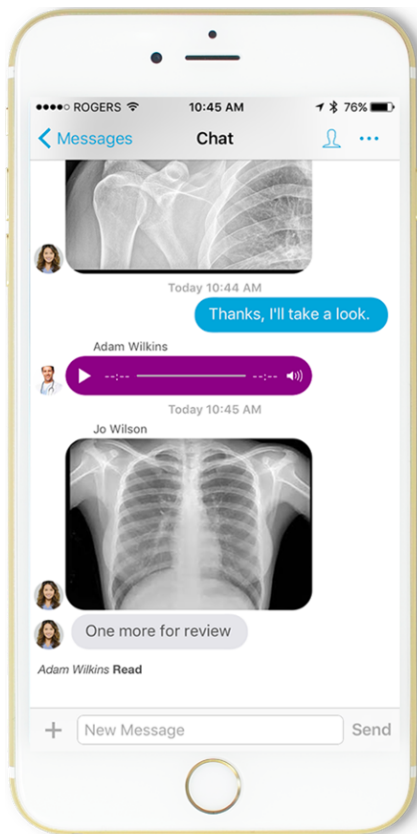 ROGERS 10:45 AM 76%
Messages Chat
Today 10:44 AM
Thanks, I'll take a look.
Adam Wilkins
--:-- --:--
Today 10:45 AM
Jo Wilson
One more for review
Adam Wilkins Read
New Message Send